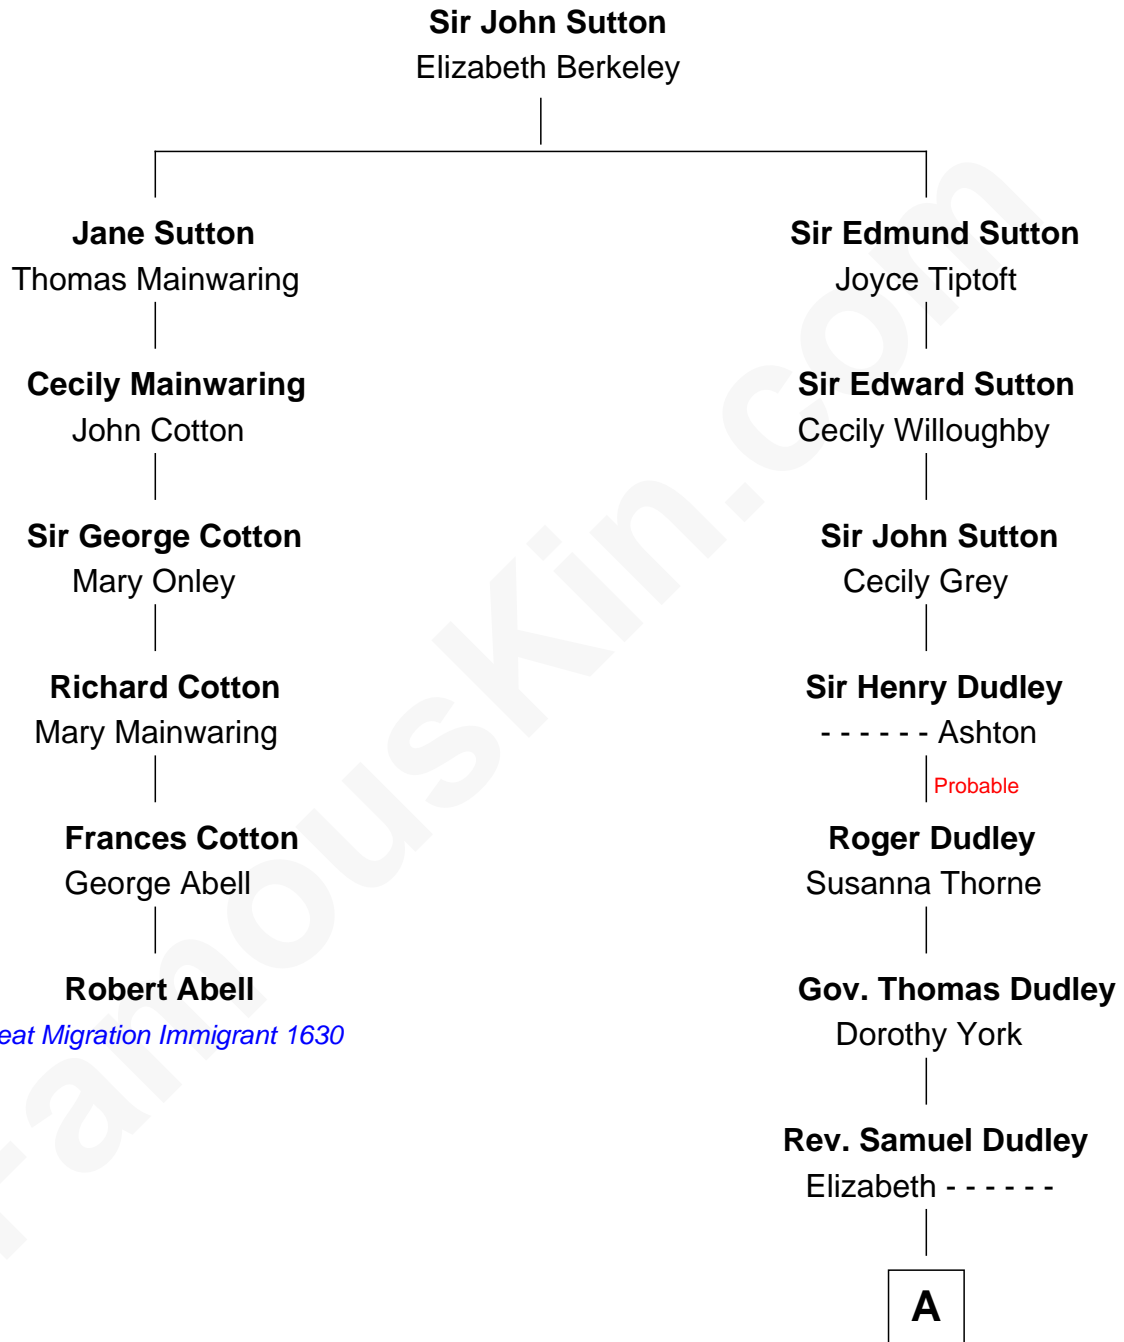 Sir John Sutton
Elizabeth Berkeley
Jane Sutton
Thomas Mainwaring
Sir Edmund Sutton
Joyce Tiptoft
Cecily Mainwaring
John Cotton
Sir Edward Sutton
Cecily Willoughby
Sir George Cotton
Mary Onley
Sir John Sutton
Cecily Grey
Richard Cotton
Mary Mainwaring
Sir Henry Dudley
- - - - - - Ashton
Probable
Frances Cotton
George Abell
Roger Dudley
Susanna Thorne
Robert Abell
eat Migration Immigrant 1630
Gov. Thomas Dudley
Dorothy York
Rev. Samuel Dudley
Elizabeth - - - - - -
A
FamousKin.com